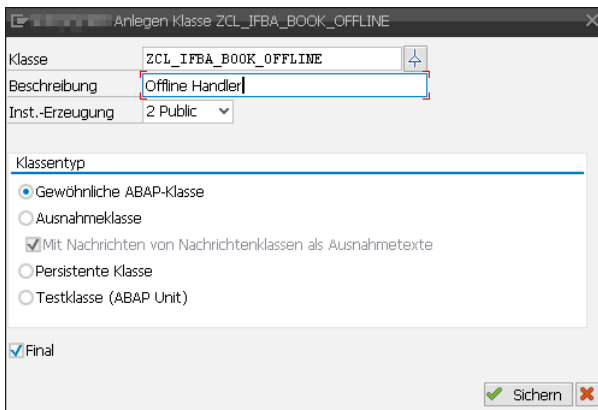 Anlegen Klasse ZCL_IFBA_BOOK_OFFLINE
Klasse ZCL_IFBA_BOOK_OFFLINE
Beschreibung Offline Handler
Inst.-Erzeugung 2 Public
Klassentyp
Gewöhnliche ABAP-Klasse
Ausnahmeklasse
Mit Nachrichten von Nachrichtenklassen als Ausnahmetexte
Persistente Klasse
Testklasse (ABAP Unit)
Final
Sichern